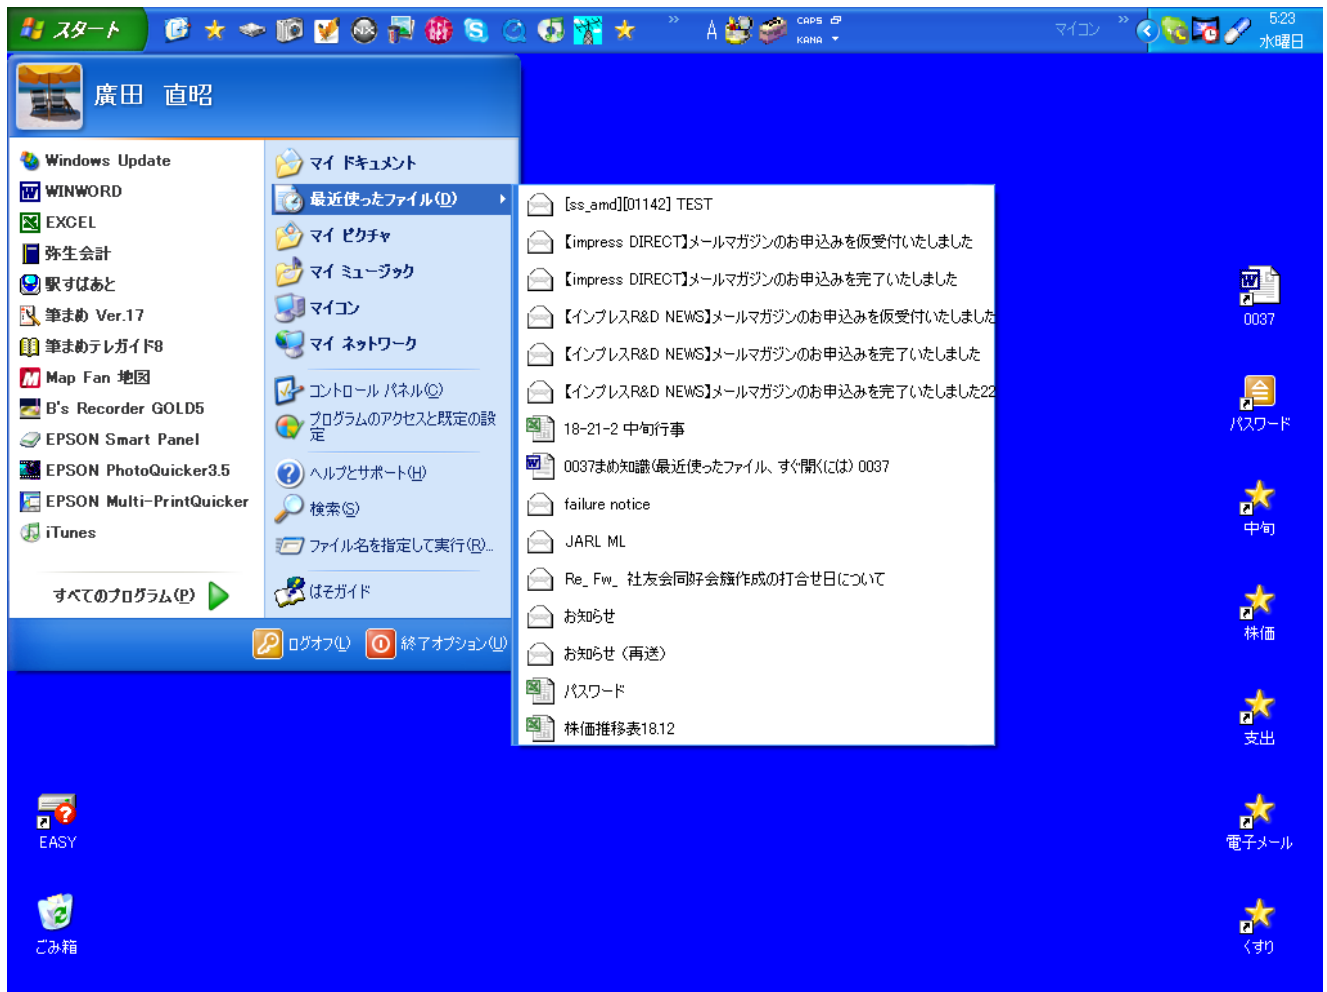 スタート
A
CAPS
KANA
マイコン
5:23
水曜日
廣田 直昭
Windows Update
WINWORD
EXCEL
弥生会計
駅すぱあと
筆まめ Ver.17
筆まめテレガイド8
Map Fan 地図
B's Recorder GOLD5
EPSON Smart Panel
EPSON PhotoQuicker3.5
EPSON Multi-PrintQuicker
iTunes
すべてのプログラム(P)
マイ ドキュメント
最近使ったファイル(D)
マイ ピクチャ
マイ ミュージック
マイコン
マイ ネットワーク
コントロール パネル(C)
プログラムのアクセスと既定の設
定
ヘルプとサポート(H)
検索(S)
ファイル名を指定して実行(R)...
ぱそガイド
ログオフ(L)
終了オプション(U)
[ss_amd][01142] TEST
【impress DIRECT】メールマガジンのお申込みを仮受付いたしました
【impress DIRECT】メールマガジンのお申込みを完了いたしました
【インプレスR&D NEWS】メールマガジンのお申込みを仮受付いたしました
【インプレスR&D NEWS】メールマガジンのお申込みを完了いたしました
【インプレスR&D NEWS】メールマガジンのお申込みを完了いたしました22
18-21-2 中旬行事
0037まめ知識(最近使ったファイル、すぐ開くには) 0037
failure notice
JARL ML
Re_ Fw_ 社友会同好会簱作成の打合せ日について
お知らせ
お知らせ（再送）
パスワード
株価推移表18.12
0037
パスワード
中旬
株価
支出
電子メール
くすり
EASY
ごみ箱